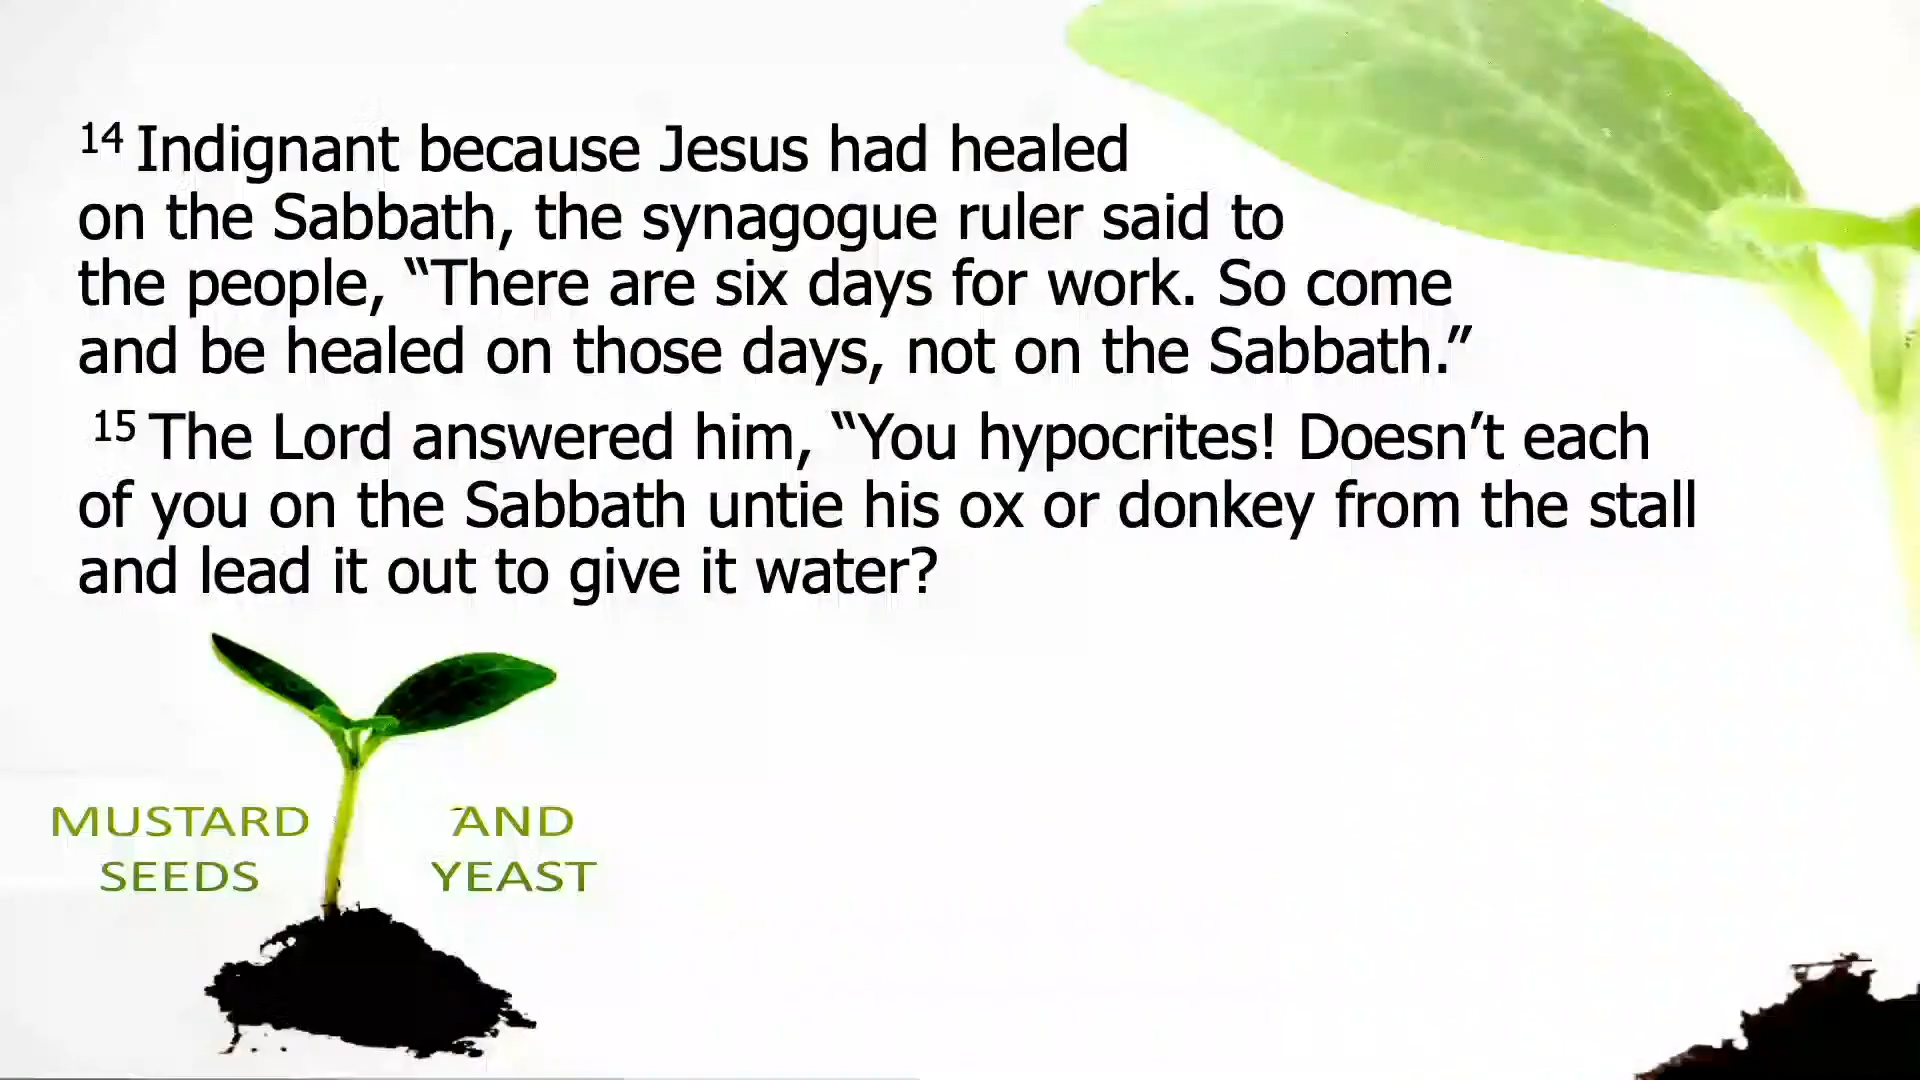 14 Indignant because Jesus had healed
on the Sabbath, the synagogue ruler said to
the people, “There are six days for work. So come
and be healed on those days, not on the Sabbath.”
15 The Lord answered him, “You hypocrites! Doesn’t each
of you on the Sabbath untie his ox or donkey from the stall
and lead it out to give it water?
MUSTARD AND
SEEDS YEAST